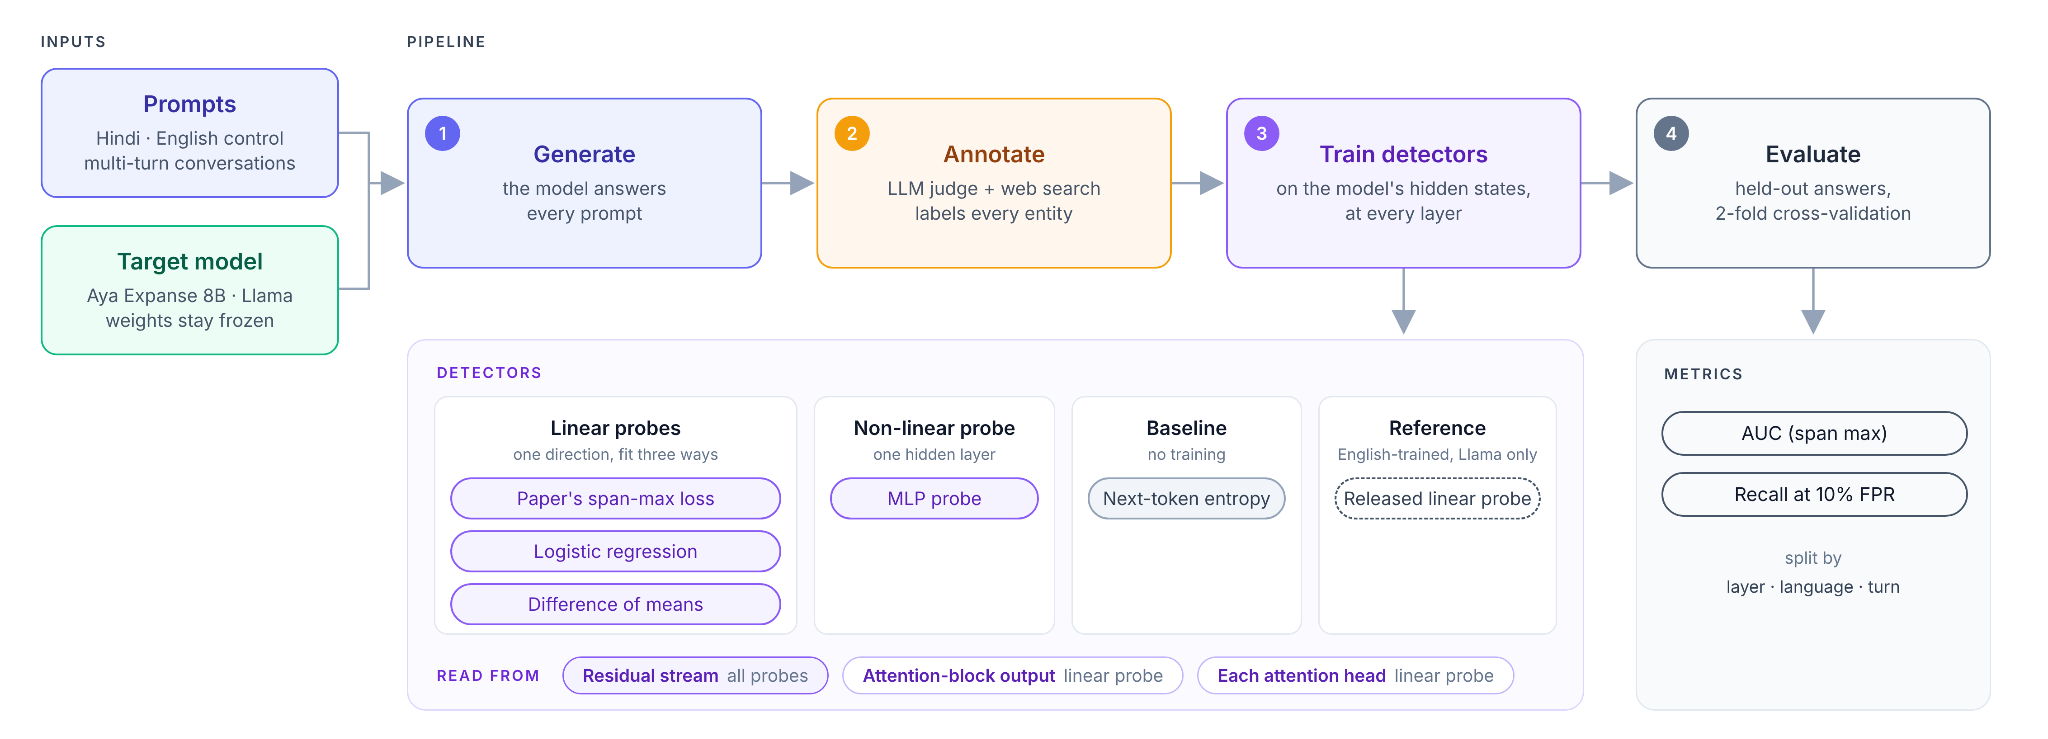 INPUTS
Prompts
Hindi · English control
multi-turn conversations
Target model
Aya Expanse 8B · Llama
weights stay frozen
PIPELINE
1
Generate
the model answers
every prompt
2
Annotate
LLM judge + web search
labels every entity
3
Train detectors
on the model's hidden states,
at every layer
4
Evaluate
held-out answers,
2-fold cross-validation
DETECTORS
Linear probes
one direction, fit three ways
Paper's span-max loss
Logistic regression
Difference of means
Non-linear probe
one hidden layer
MLP probe
Baseline
no training
Next-token entropy
Reference
English-trained, Llama only
Released linear probe
READ FROM
Residual stream all probes
Attention-block output linear probe
Each attention head linear probe
METRICS
AUC (span max)
Recall at 10% FPR
split by
layer · language · turn